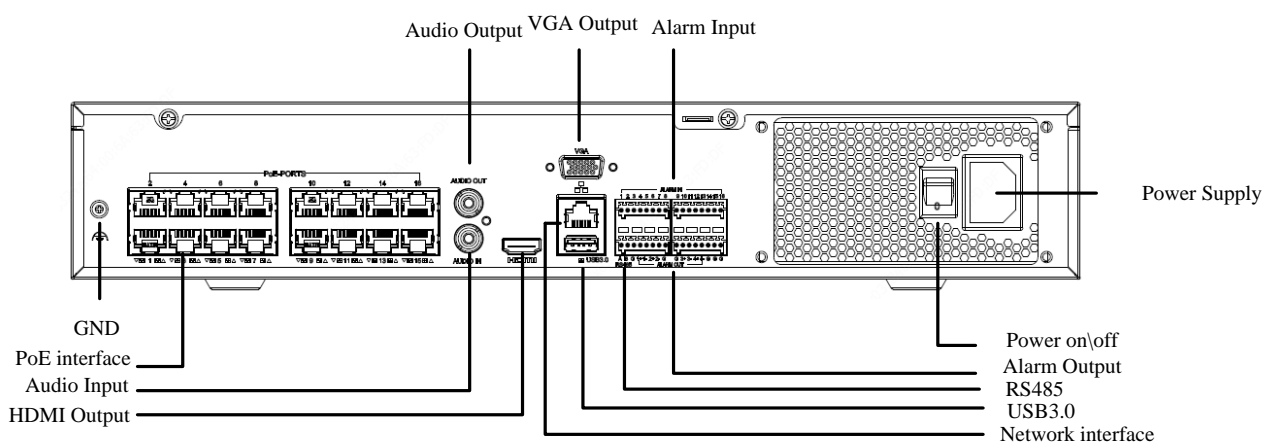 Audio Output VGA Output Alarm Input
VGA
PoE-PORTS
2 4 6 8 10 12 14 16
AUDIO OUT
ALARM IN
Power Supply
AUDIO IN
HDMI
USB3.0
RS485
ALARM OUT
GND
PoE interface
Audio Input
HDMI Output
Power on\off
Alarm Output
RS485
USB3.0
Network interface